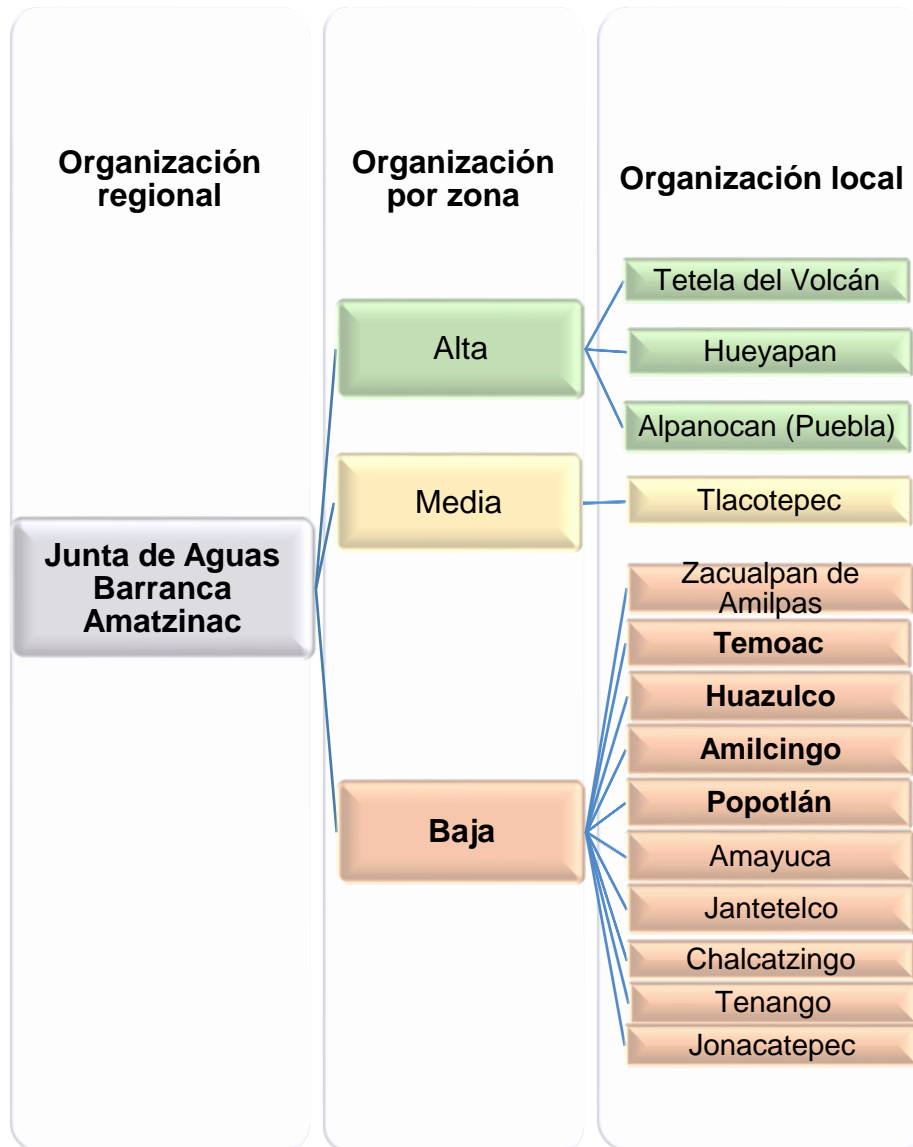 Organización
regional
Organización
por zona
Organización local
Junta de Aguas
Barranca
Amatzinac
Alta
Media
Baja
Tetela del Volcán
Hueyapan
Alpanocan (Puebla)
Tlacotepec
Zacualpan de
Amilpas
Temoac
Huazulco
Amilcingo
Popotlán
Amayuca
Jantetelco
Chalcatzingo
Tenango
Jonacatepec